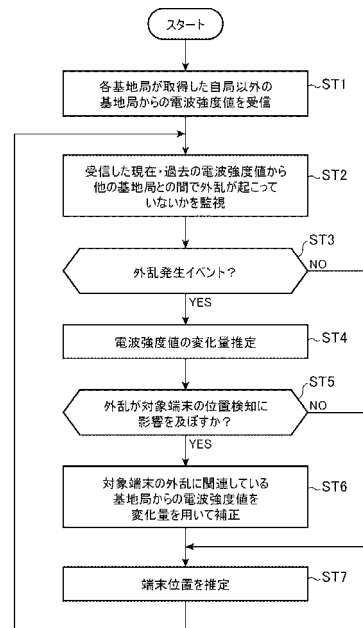 スタート
各基地局が取得した自局以外の
基地局からの電波強度値を受信
ST1
受信した現在・過去の電波強度値から
他の基地局との間で外乱が起こって
いないかを監視
ST2
外乱発生イベント?
ST3
NO
YES
電波強度値の変化量推定
ST4
外乱が対象端末の位置検知に
影響を及ぼすか?
ST5
NO
YES
対象端末の外乱に関連している
基地局からの電波強度値を
変化量を用いて補正
ST6
端末位置を推定
ST7